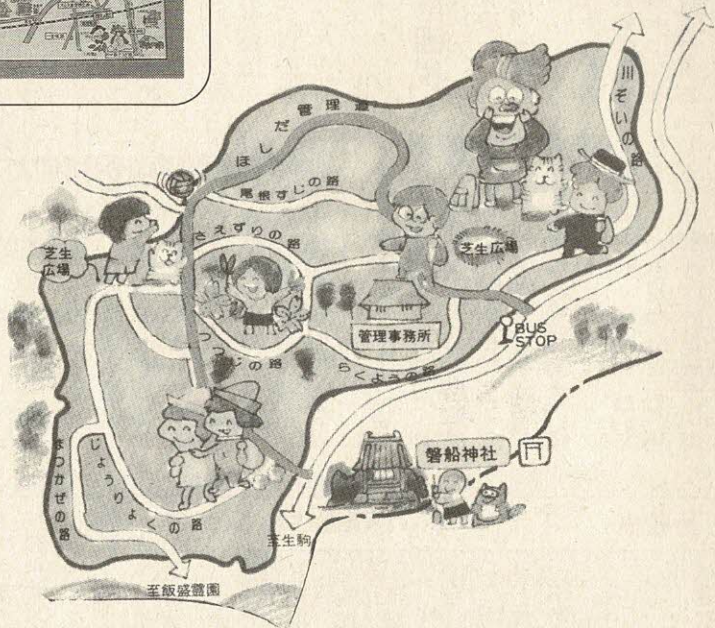 ほしだ管理道
川ぞいの路
尾根すじの路
さえずりの路
芝生
広場
芝生広場
管理事務所
BUS
STOP
つつじの路
らくようの路
磐船神社
まつかぜの路
じょうりょくの路
至生駒
至飯盛霊園